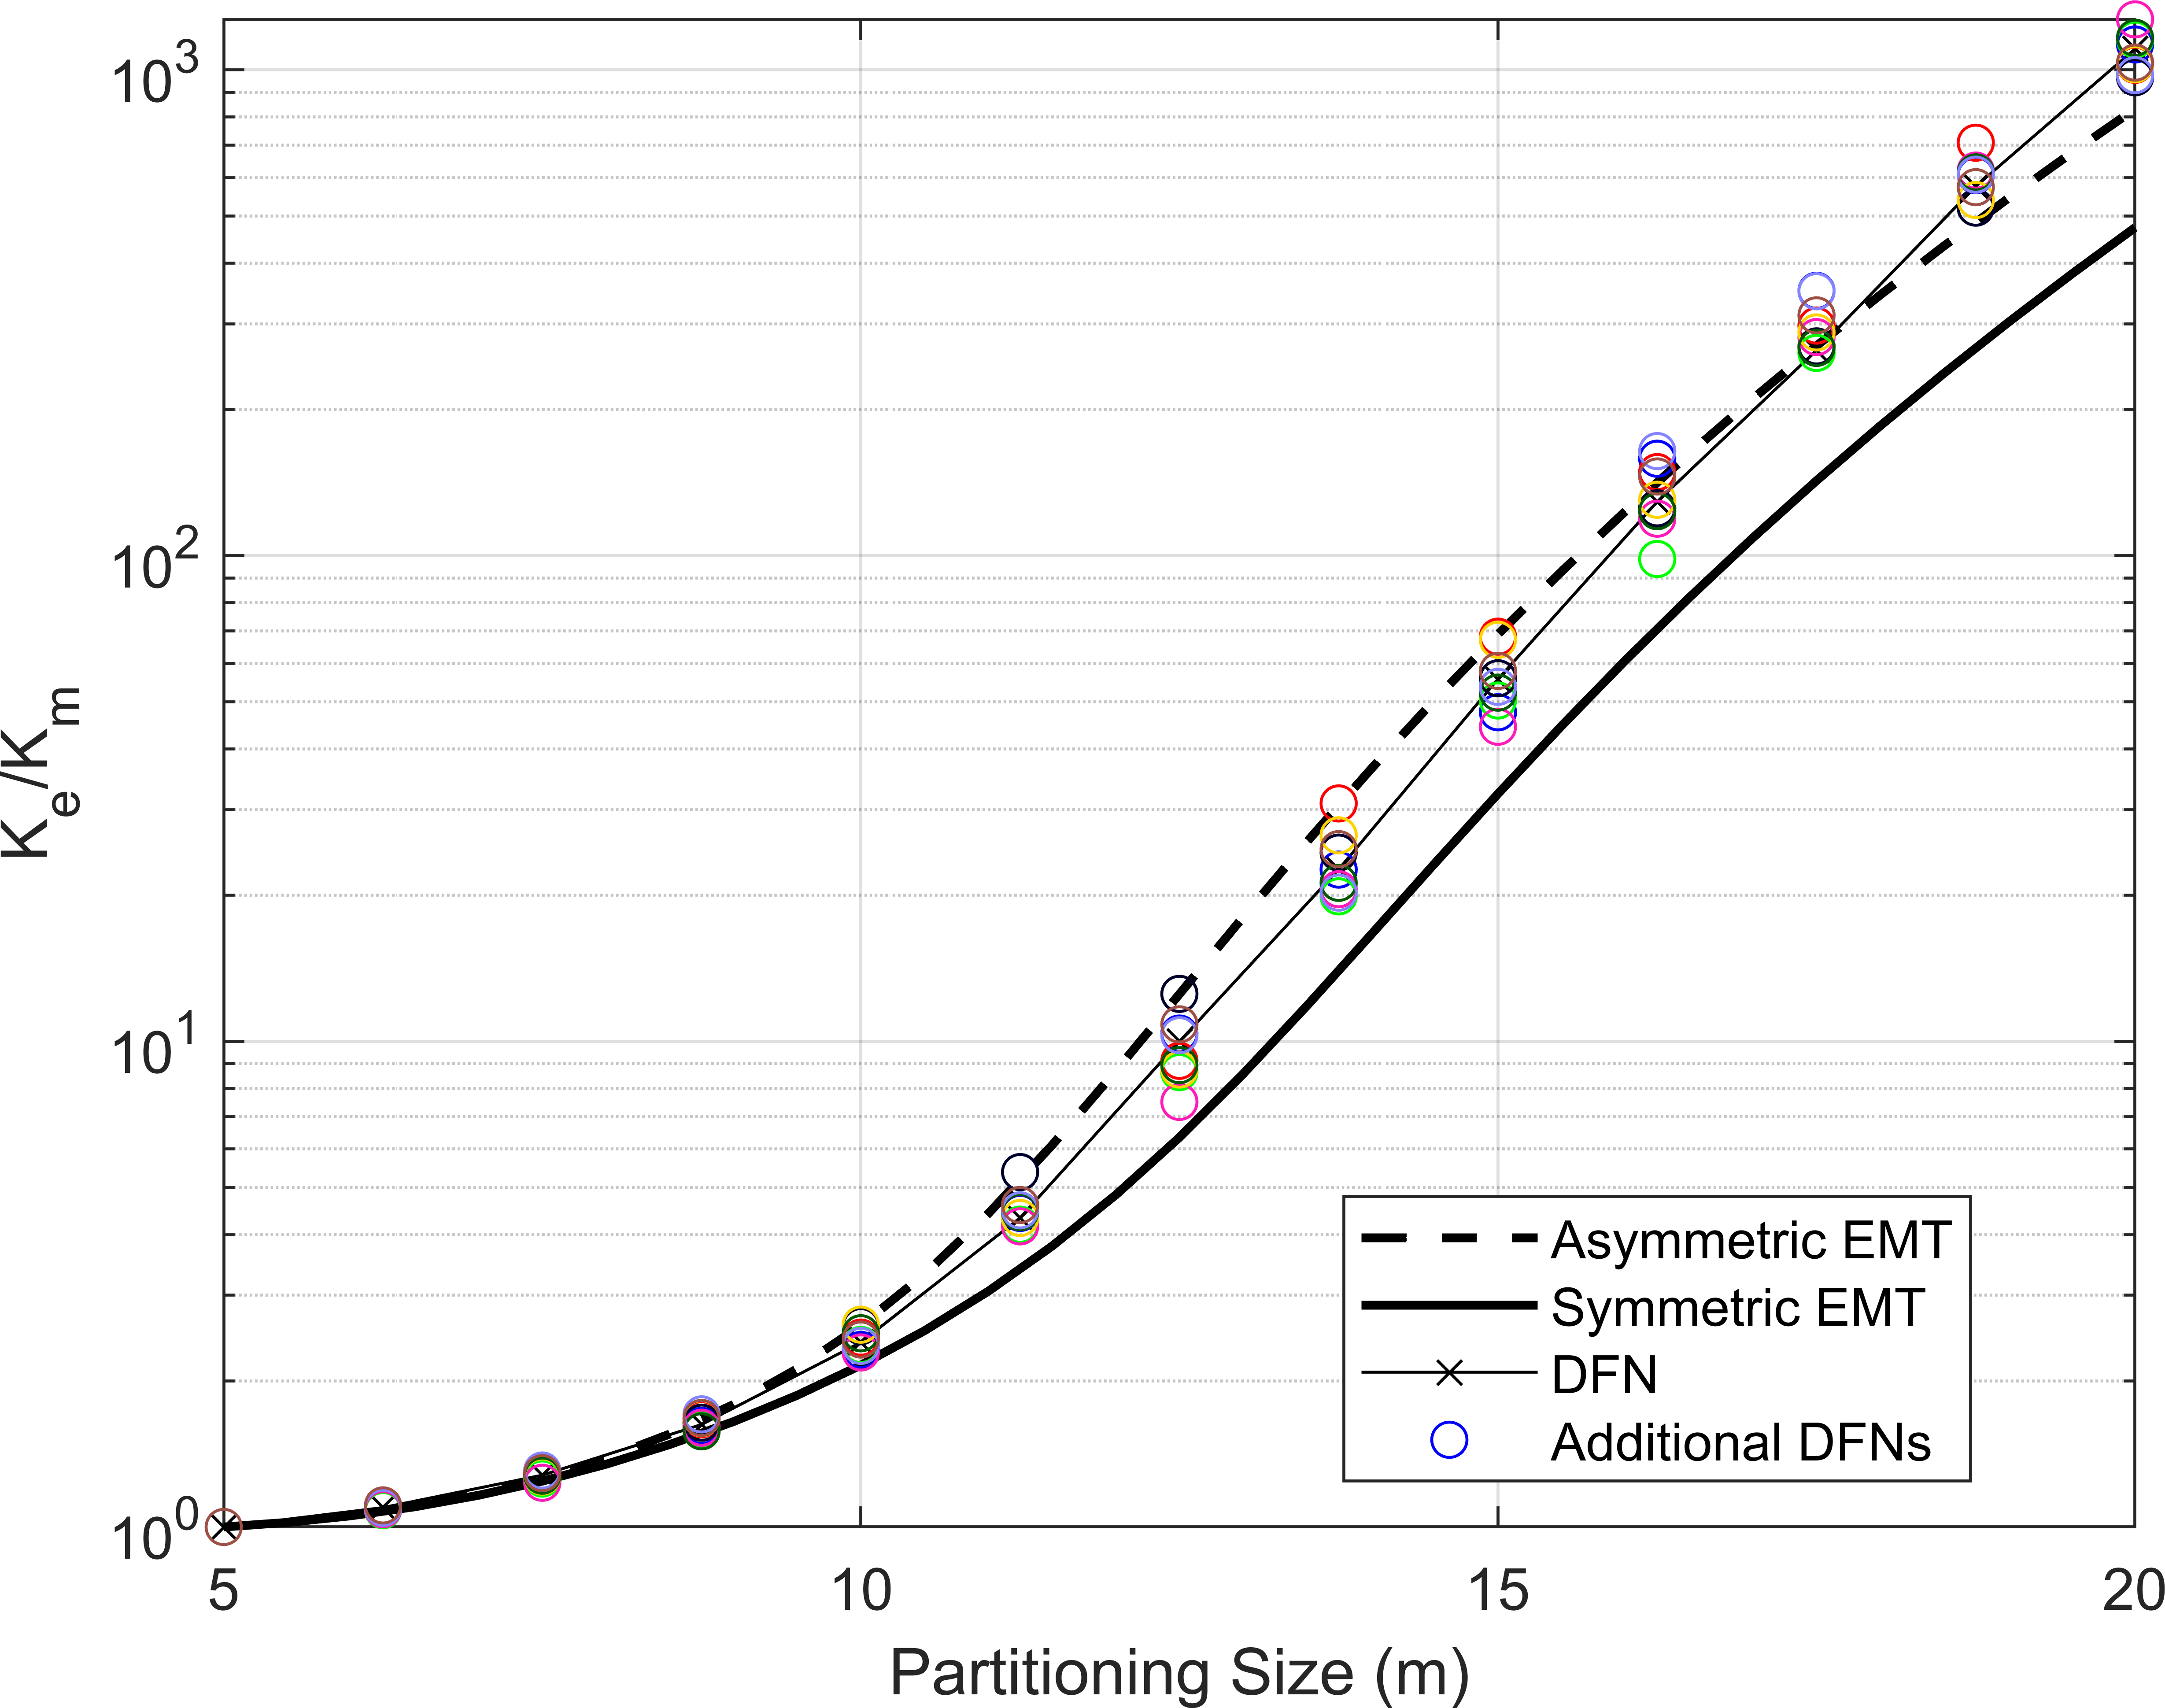 10^3
10^2
10^1
10^0
K_e/K_m
5 10 15 20
Partitioning Size (m)
Asymmetric EMT
Symmetric EMT
DFN
Additional DFNs